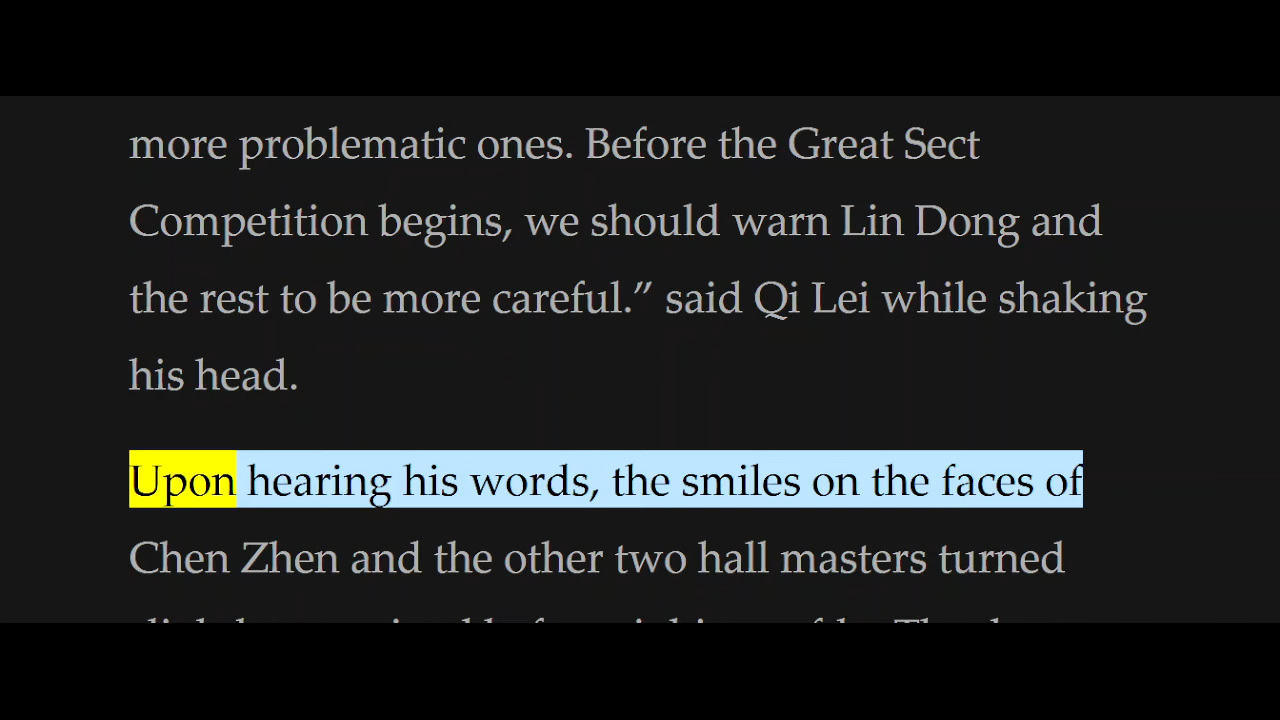 more problematic ones. Before the Great Sect
Competition begins, we should warn Lin Dong and
the rest to be more careful.” said Qi Lei while shaking
his head.
Upon hearing his words, the smiles on the faces of
Chen Zhen and the other two hall masters turned